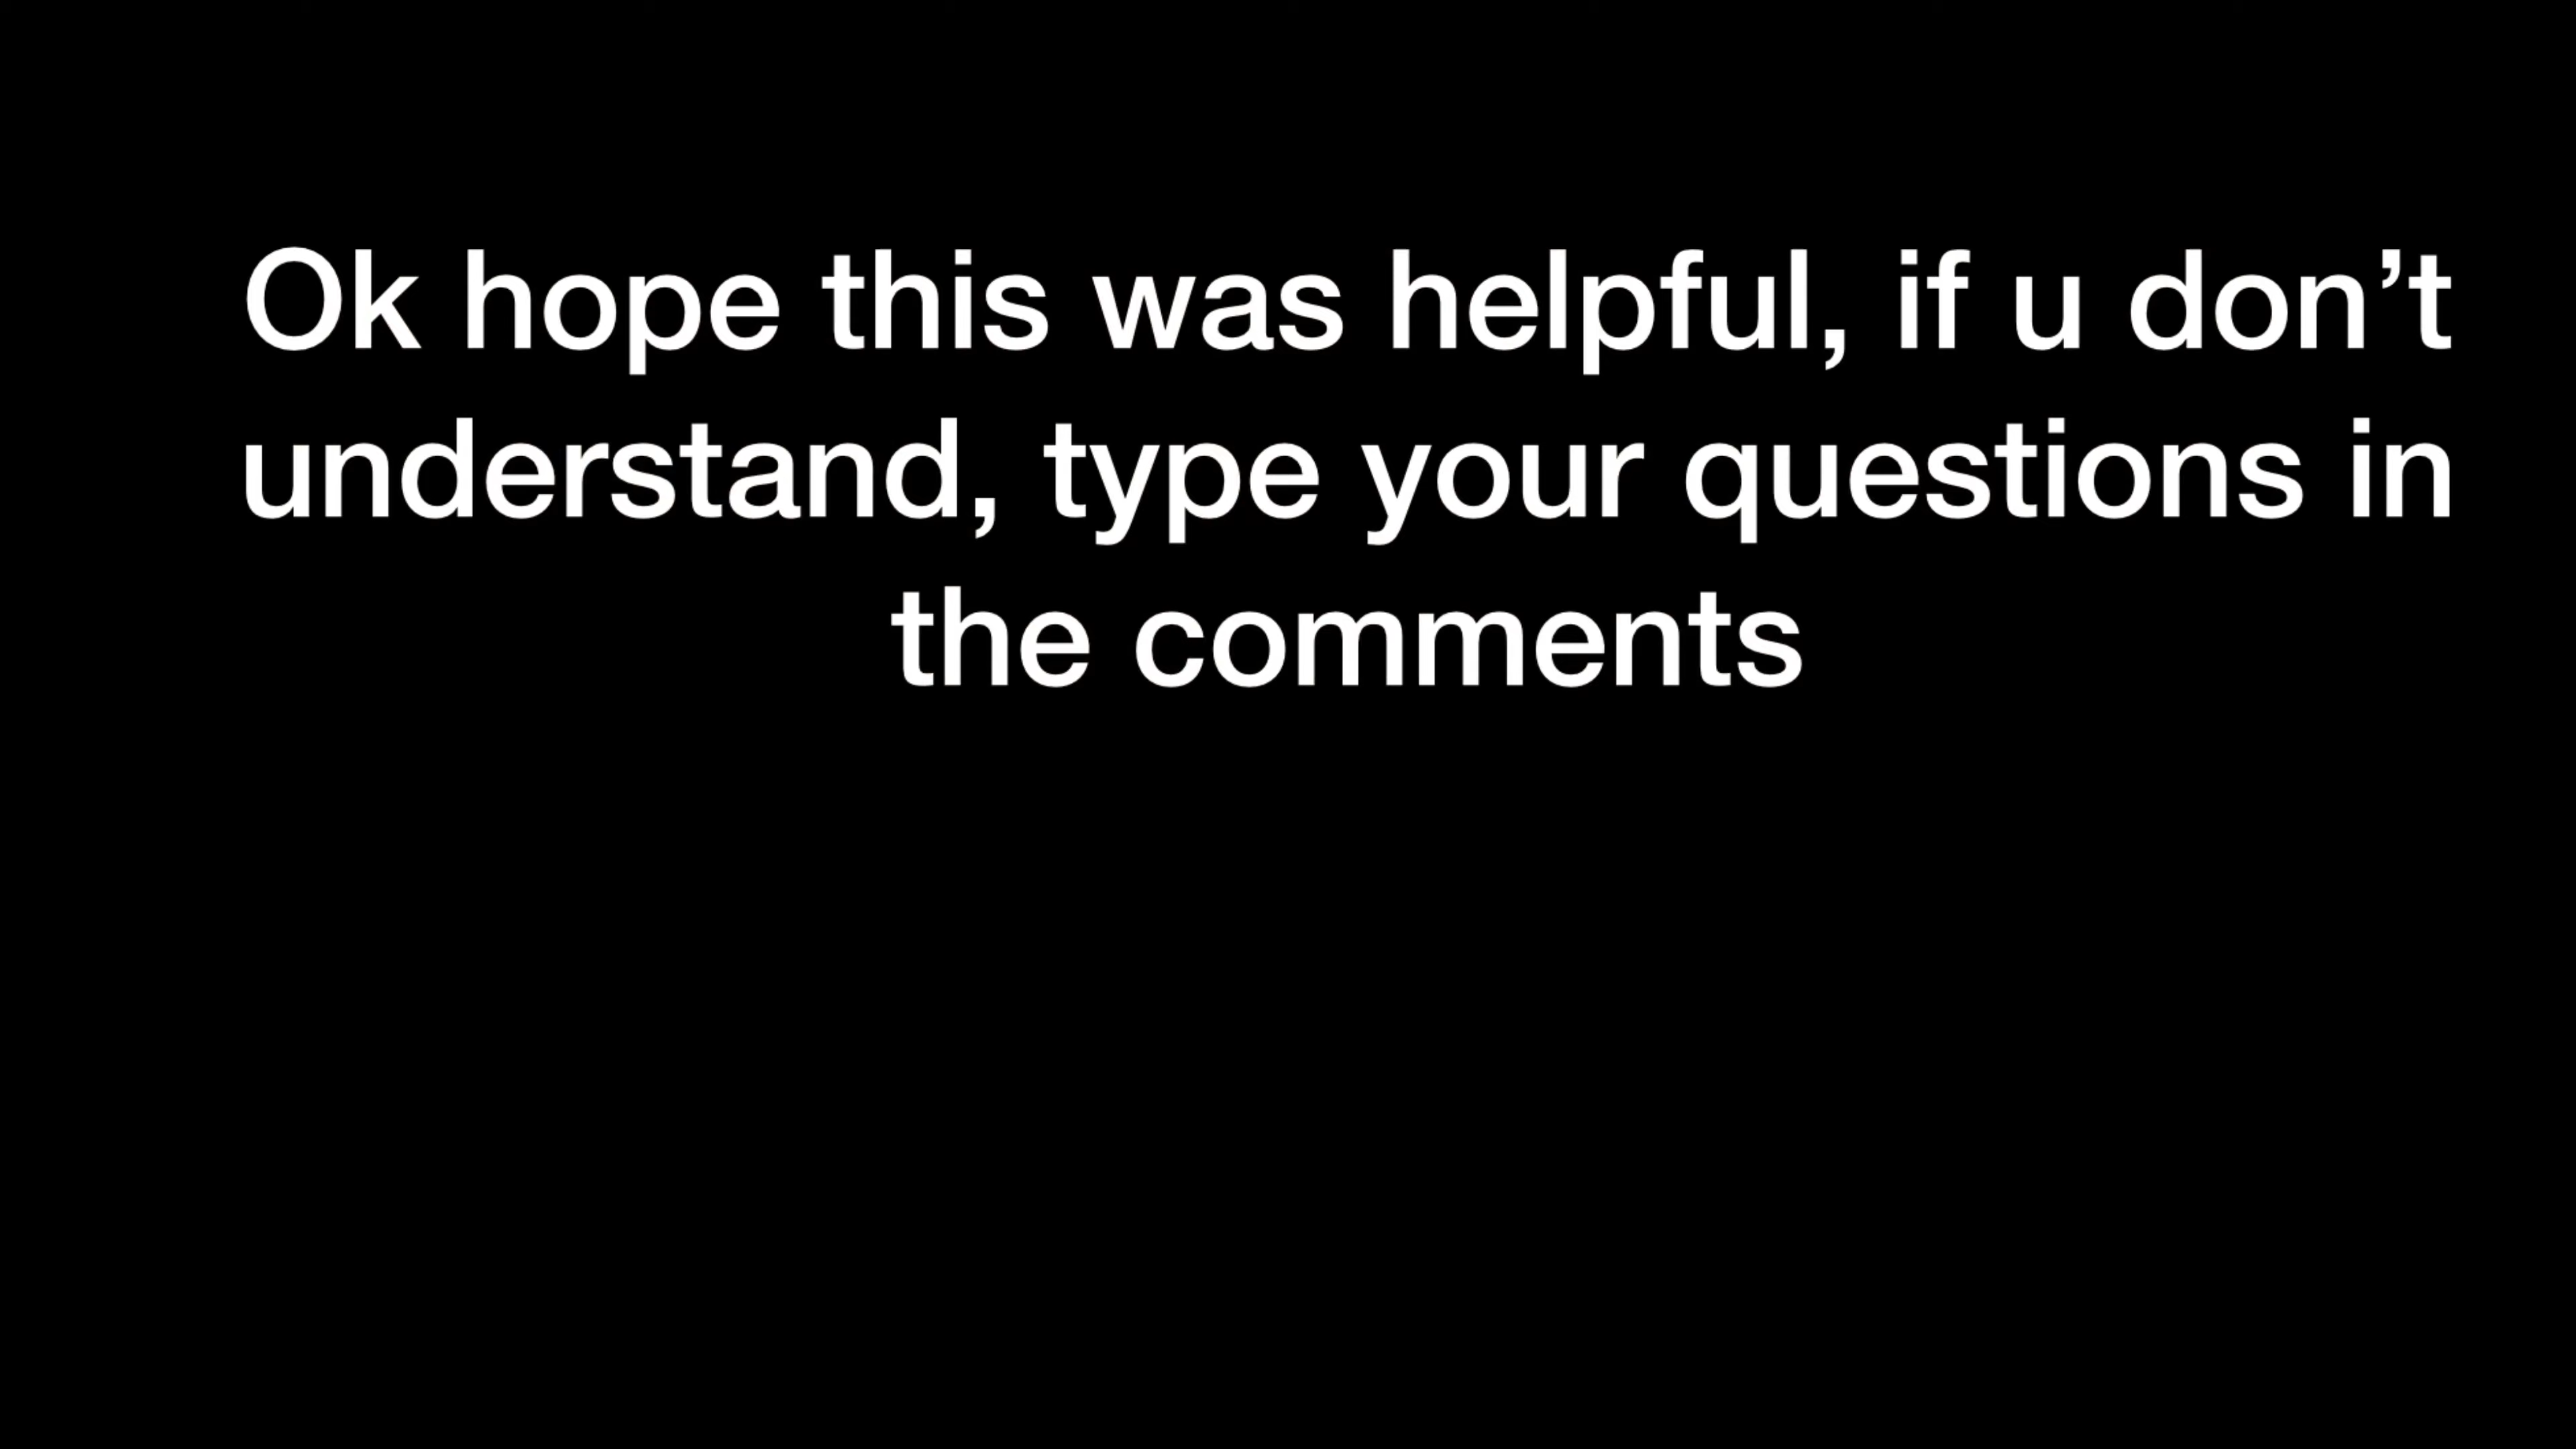 Ok hope this was helpful, if u don’t
understand, type your questions in
the comments